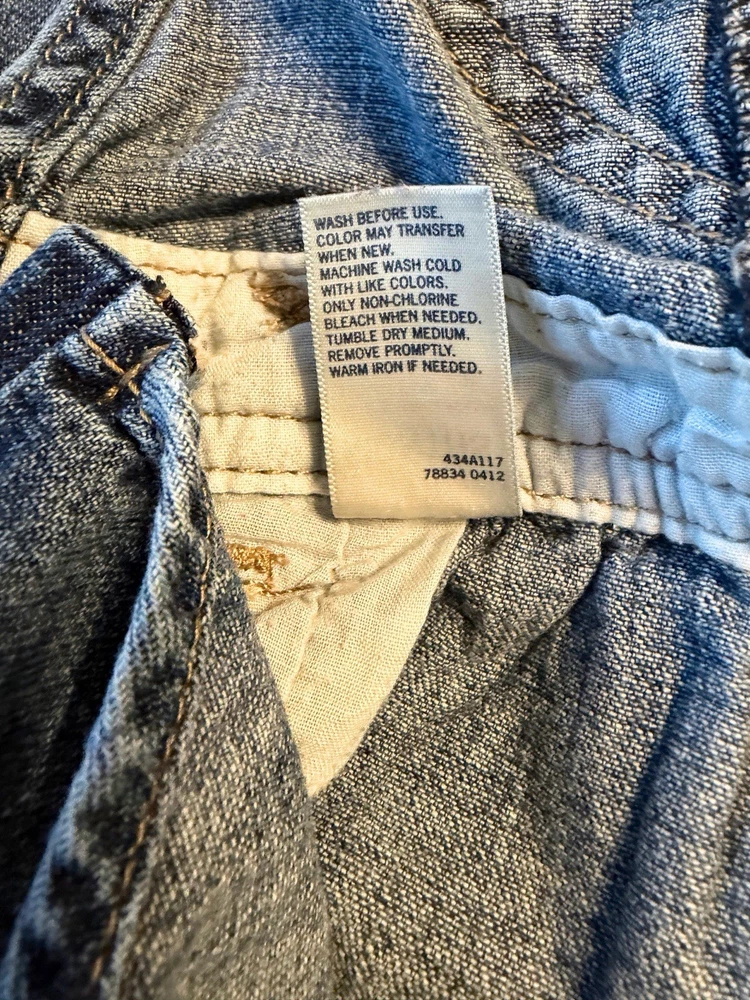 WASH BEFORE USE.
COLOR MAY TRANSFER
WHEN NEW.
MACHINE WASH COLD
WITH LIKE COLORS.
ONLY NON-CHLORINE
BLEACH WHEN NEEDED.
TUMBLE DRY MEDIUM.
REMOVE PROMPTLY.
WARM IRON IF NEEDED.
434A117
78834 0412